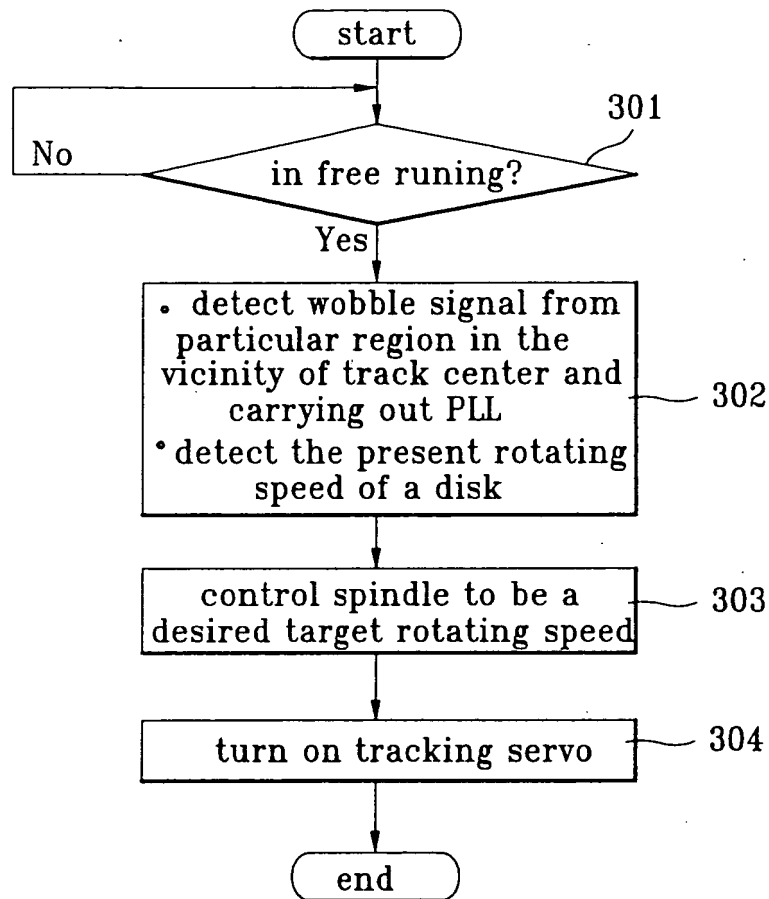 start
301
No
in free runing?
Yes
• detect wobble signal from
particular region in the
vicinity of track center and
carrying out PLL
• detect the present rotating
speed of a disk
302
control spindle to be a
desired target rotating speed
303
turn on tracking servo
304
end